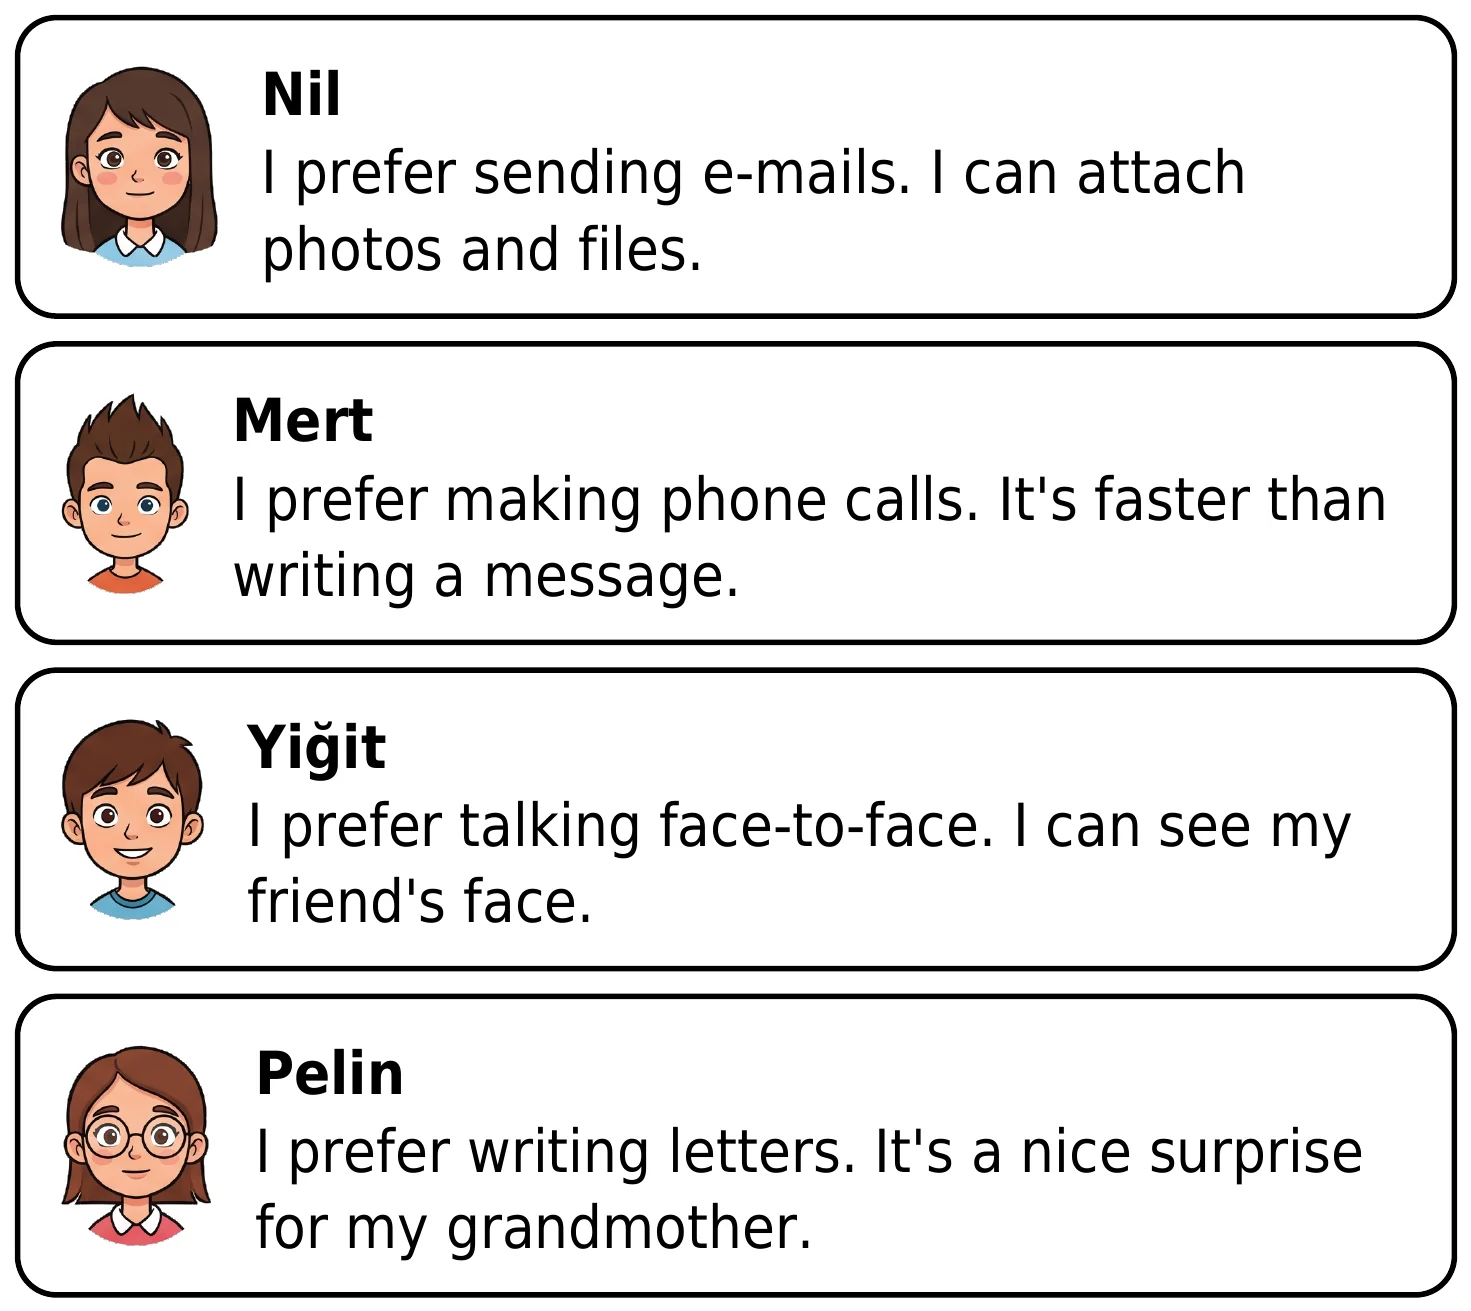 Nil
I prefer sending e-mails. I can attach
photos and files.
Mert
I prefer making phone calls. It's faster than
writing a message.
Yiğit
I prefer talking face-to-face. I can see my
friend's face.
Pelin
I prefer writing letters. It's a nice surprise
for my grandmother.